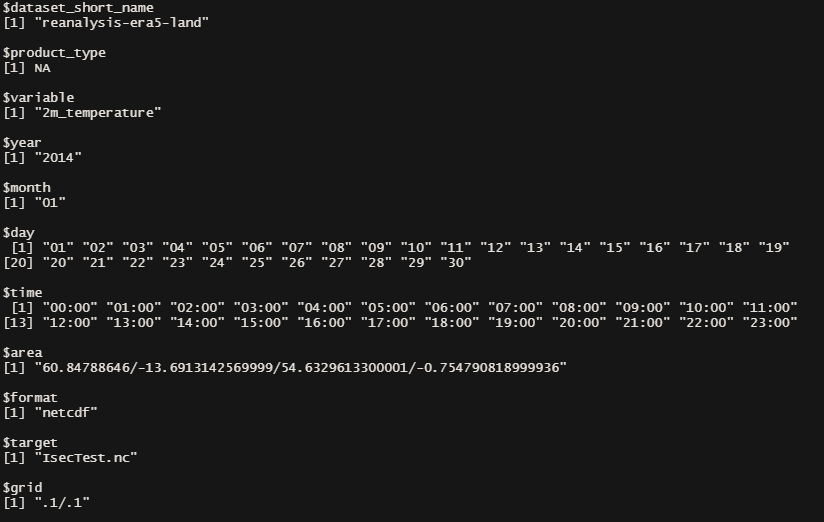 $dataset_short_name
[1] "reanalysis-era5-land"
$product_type
[1] NA
$variable
[1] "2m_temperature"
$year
[1] "2014"
$month
[1] "01"
$day
[1] "01" "02" "03" "04" "05" "06" "07" "08" "09" "10" "11" "12" "13" "14" "15" "16" "17" "18" "19"
[20] "20" "21" "22" "23" "24" "25" "26" "27" "28" "29" "30"
$time
[1] "00:00" "01:00" "02:00" "03:00" "04:00" "05:00" "06:00" "07:00" "08:00" "09:00" "10:00" "11:00"
[13] "12:00" "13:00" "14:00" "15:00" "16:00" "17:00" "18:00" "19:00" "20:00" "21:00" "22:00" "23:00"
$area
[1] "60.84788646/-13.6913142569999/54.6329613300001/-0.754790818999936"
$format
[1] "netcdf"
$target
[1] "IsecTest.nc"
$grid
[1] ".1/.1"